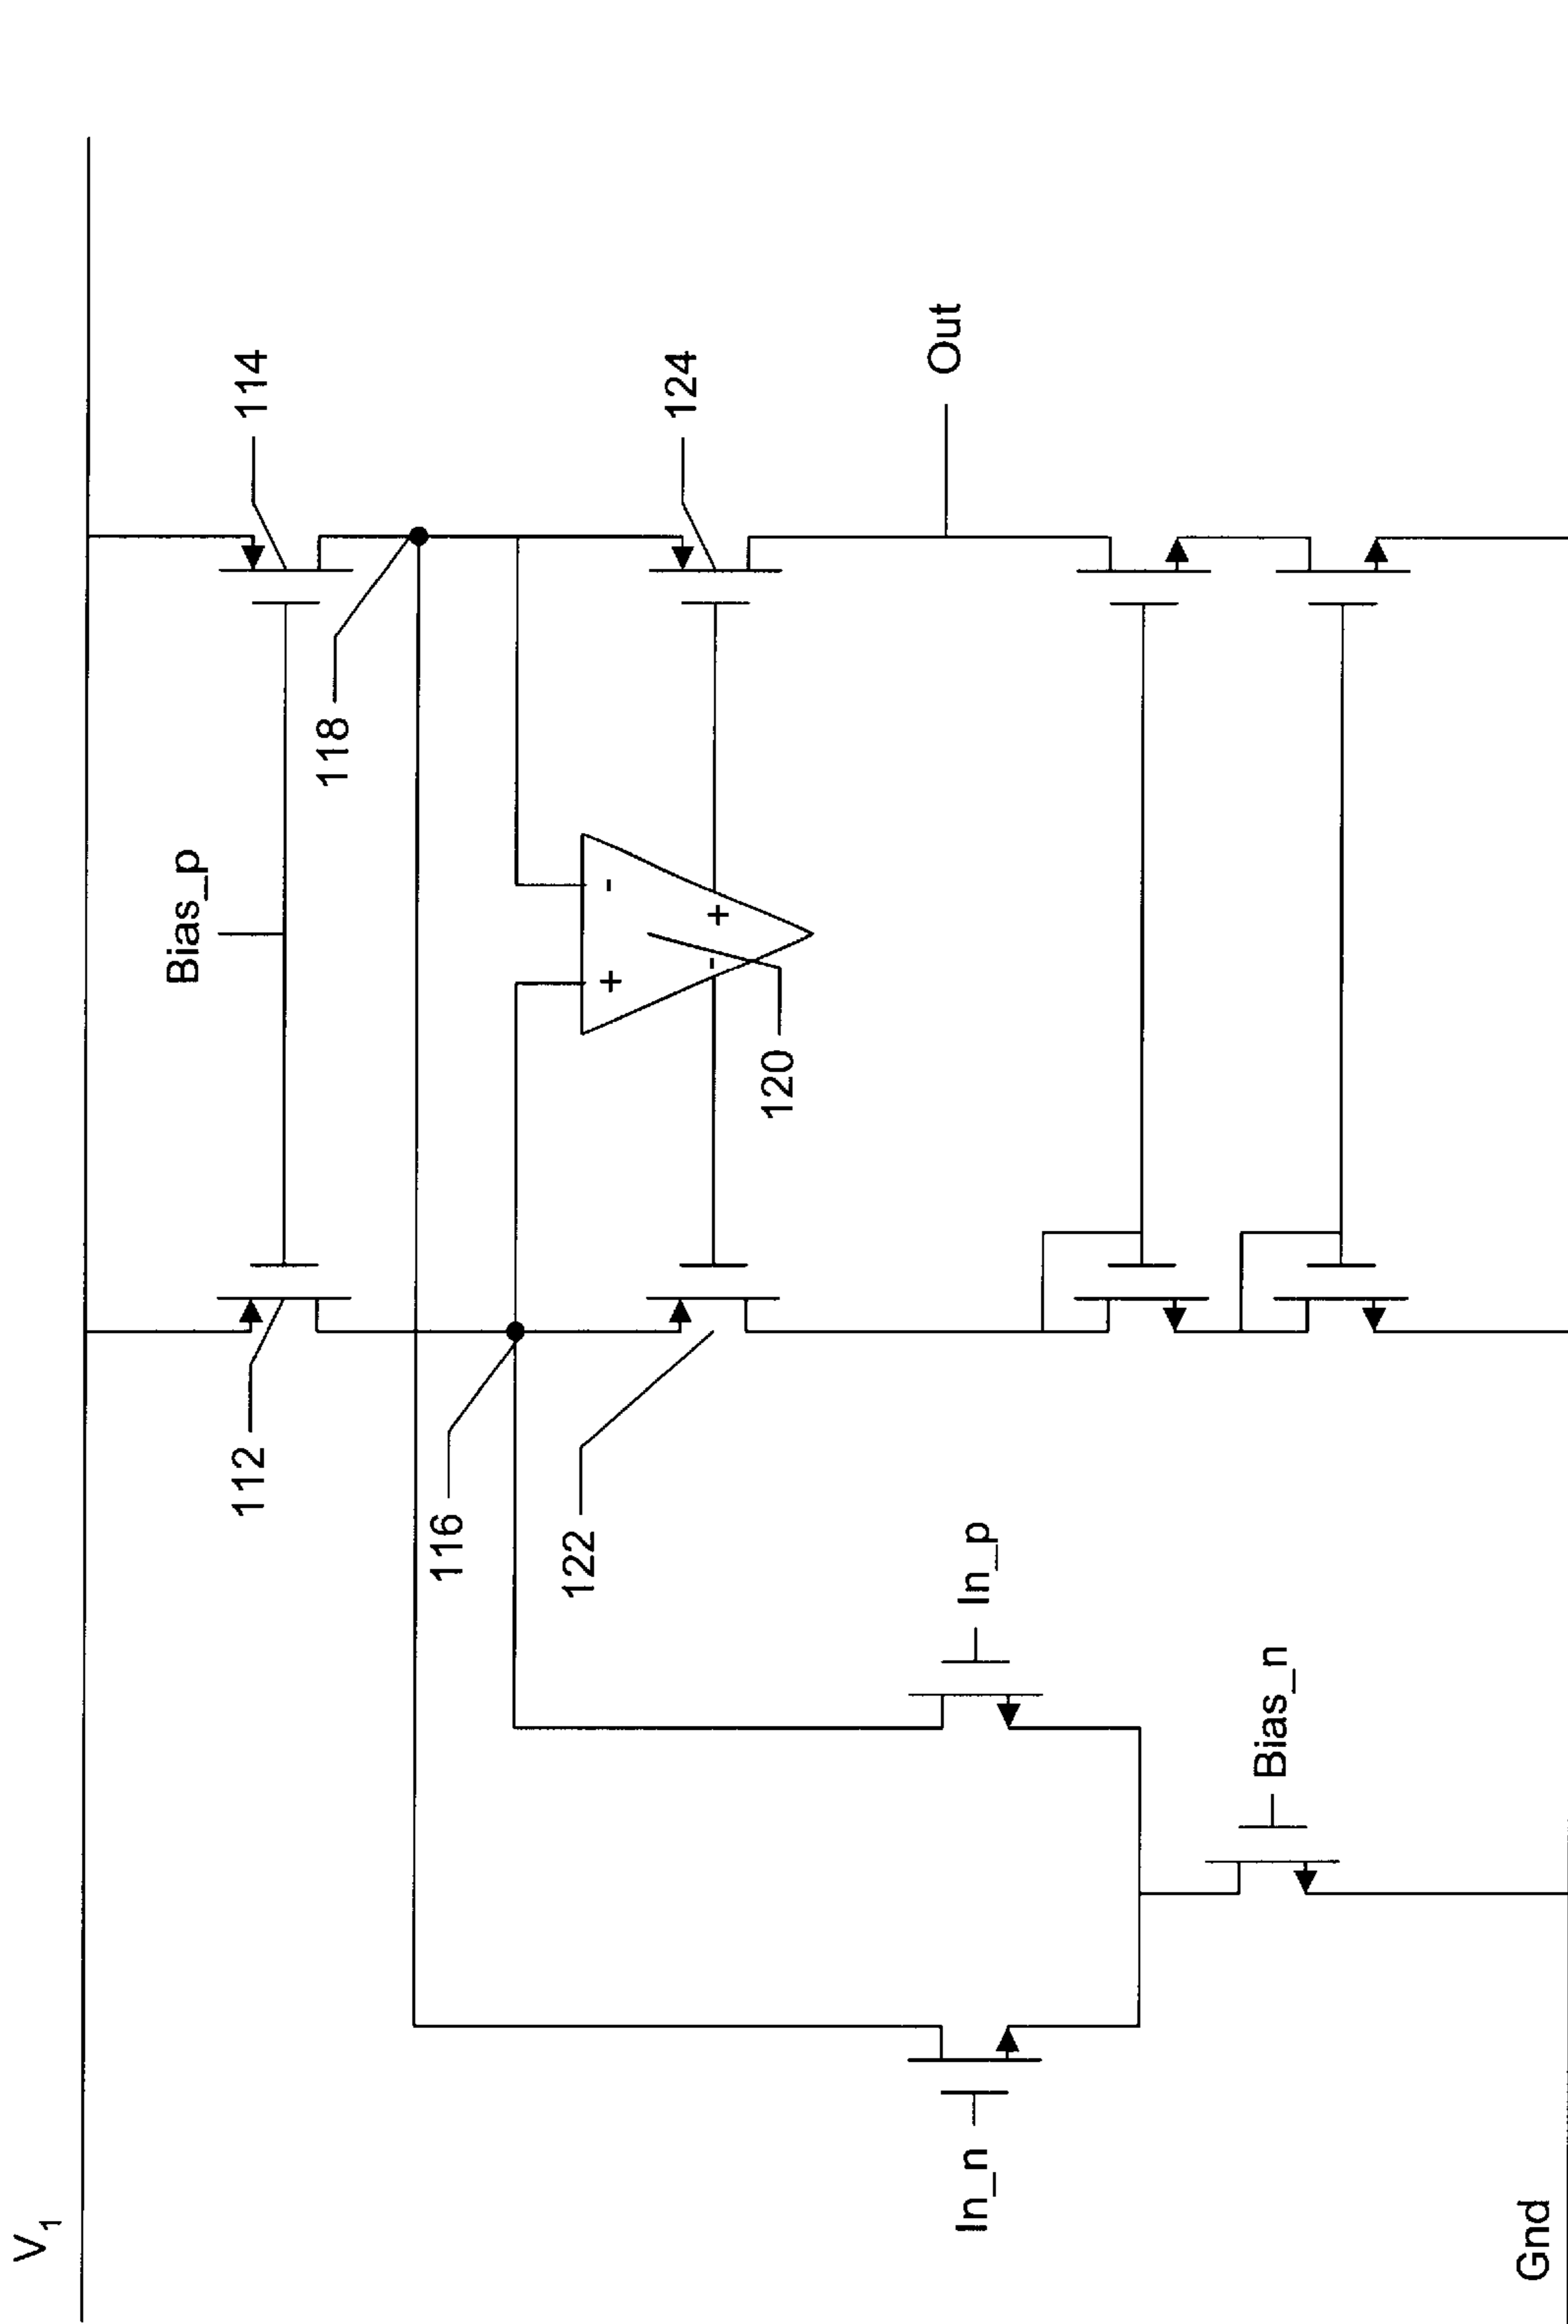 V1
Bias_p
112
114
118
116
122
124
+
-
-
+
120
In_n
In_p
Out
Bias_n
Gnd